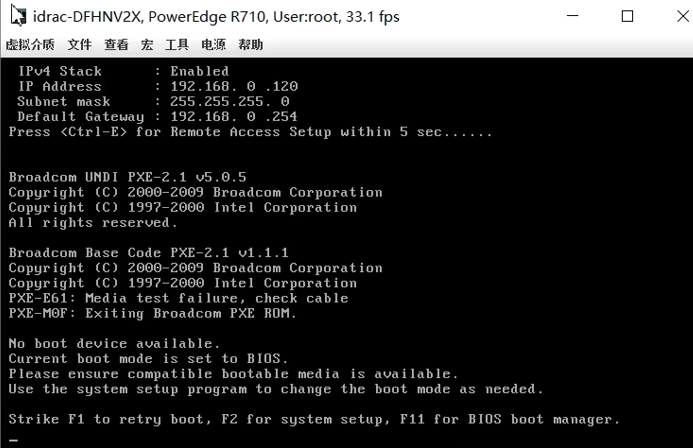 idrac-DFHNV2X, PowerEdge R710, User:root, 33.1 fps
虚拟介质 文件 查看 宏 工具 电源 帮助
IPv4 Stack : Enabled
IP Address : 192.168. 0 .120
Subnet mask : 255.255.255. 0
Default Gateway : 192.168. 0 .254
Press <Ctrl-E> for Remote Access Setup within 5 sec......
Broadcom UNDI PXE-2.1 v5.0.5
Copyright (C) 2000-2009 Broadcom Corporation
Copyright (C) 1997-2000 Intel Corporation
All rights reserved.
Broadcom Base Code PXE-2.1 v1.1.1
Copyright (C) 2000-2009 Broadcom Corporation
Copyright (C) 1997-2000 Intel Corporation
PXE-E61: Media test failure, check cable
PXE-M0F: Exiting Broadcom PXE ROM.
No boot device available.
Current boot mode is set to BIOS.
Please ensure compatible bootable media is available.
Use the system setup program to change the boot mode as needed.
Strike F1 to retry boot, F2 for system setup, F11 for BIOS boot manager.